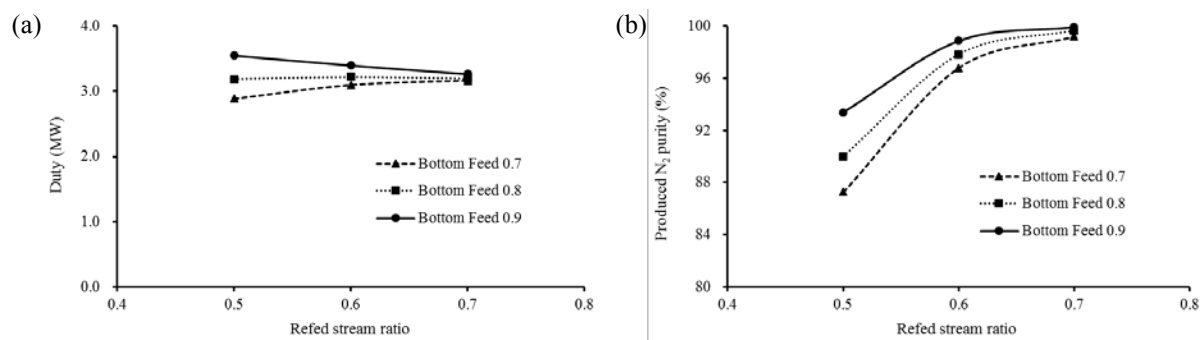 (a)
4.0
3.0
2.0
1.0
0.0
Duty (MW)
Bottom Feed 0.7
Bottom Feed 0.8
Bottom Feed 0.9
0.4 0.5 0.6 0.7 0.8
Refed stream ratio
(b)
100
96
92
88
84
80
Produced N₂ purity (%)
Bottom Feed 0.7
Bottom Feed 0.8
Bottom Feed 0.9
0.4 0.5 0.6 0.7 0.8
Refed stream ratio